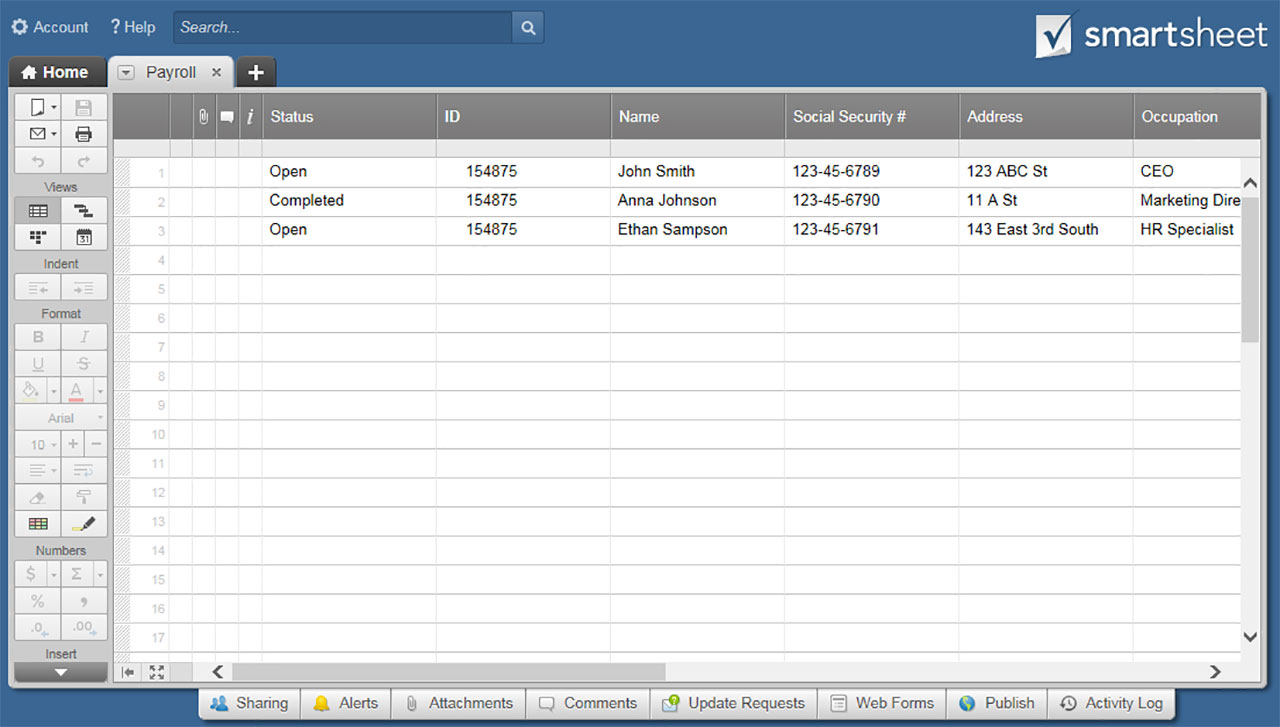 Account ? Help Search...
smartsheet
Home Payroll × +
i Status ID Name Social Security # Address Occupation
1 Open 154875 John Smith 123-45-6789 123 ABC St CEO
2 Completed 154875 Anna Johnson 123-45-6790 11 A St Marketing Dire
3 Open 154875 Ethan Sampson 123-45-6791 143 East 3rd South HR Specialist
4
5
6
7
8
9
10
11
12
13
14
15
16
17
Views
31
Indent
Format
B I
U S
A
Arial
10 + −
Numbers
$ Σ
% ,
.0 .00
Insert
Sharing Alerts Attachments Comments Update Requests Web Forms Publish Activity Log